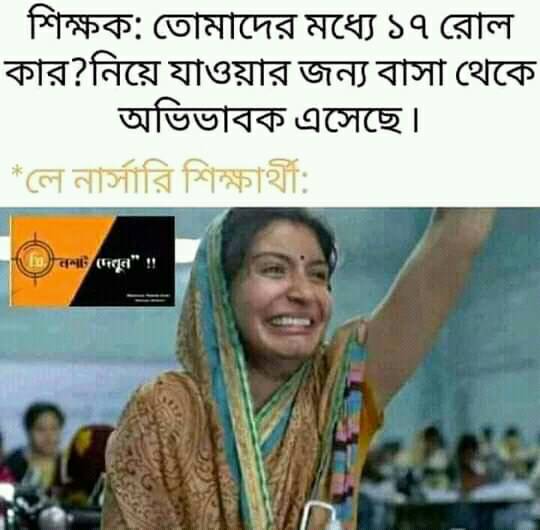 শিক্ষক: তোমাদের মধ্যে ১৭ রোল
কার?নিয়ে যাওয়ার জন্য বাসা থেকে
অভিভাবক এসেছে।
*লে নার্সারি শিক্ষার্থী:
দেলুন" !!